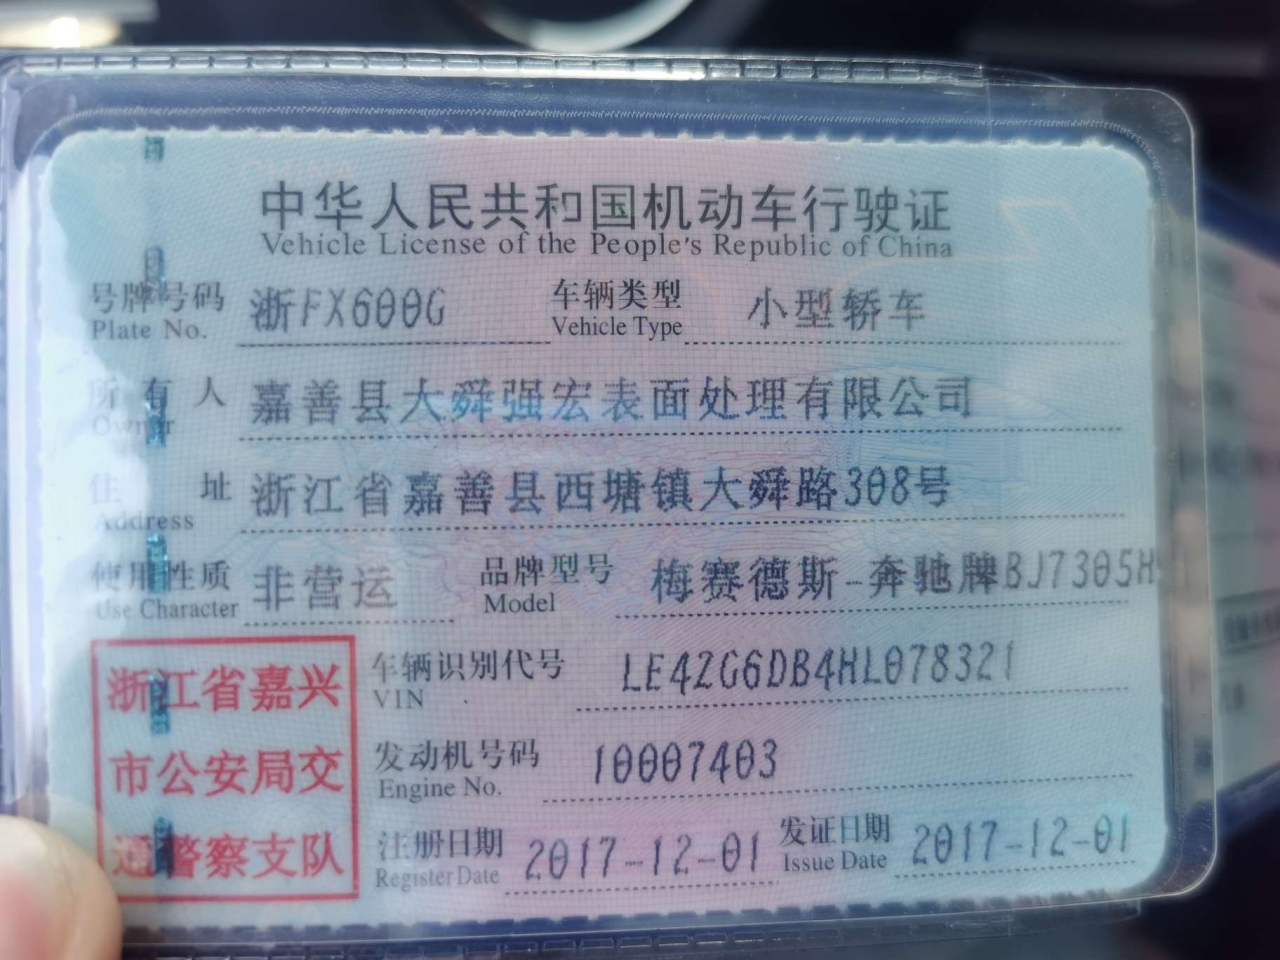 中华人民共和国机动车行驶证
Vehicle License of the People's Republic of China
号牌号码 浙FX600G 车辆类型 小型轿车
Plate No. Vehicle Type
所有人 嘉善县大舜强宏表面处理有限公司
Owner
住址 浙江省嘉善县西塘镇大舜路308号
Address
使用性质 非营运 品牌型号 梅赛德斯-奔驰牌BJ7305H
Use Character Model
浙江省嘉兴
市公安局交
通警察支队
车辆识别代号 LE42G6DB4HL078321
VIN
发动机号码 10007403
Engine No.
注册日期 2017-12-01 发证日期 2017-12-01
Register Date Issue Date